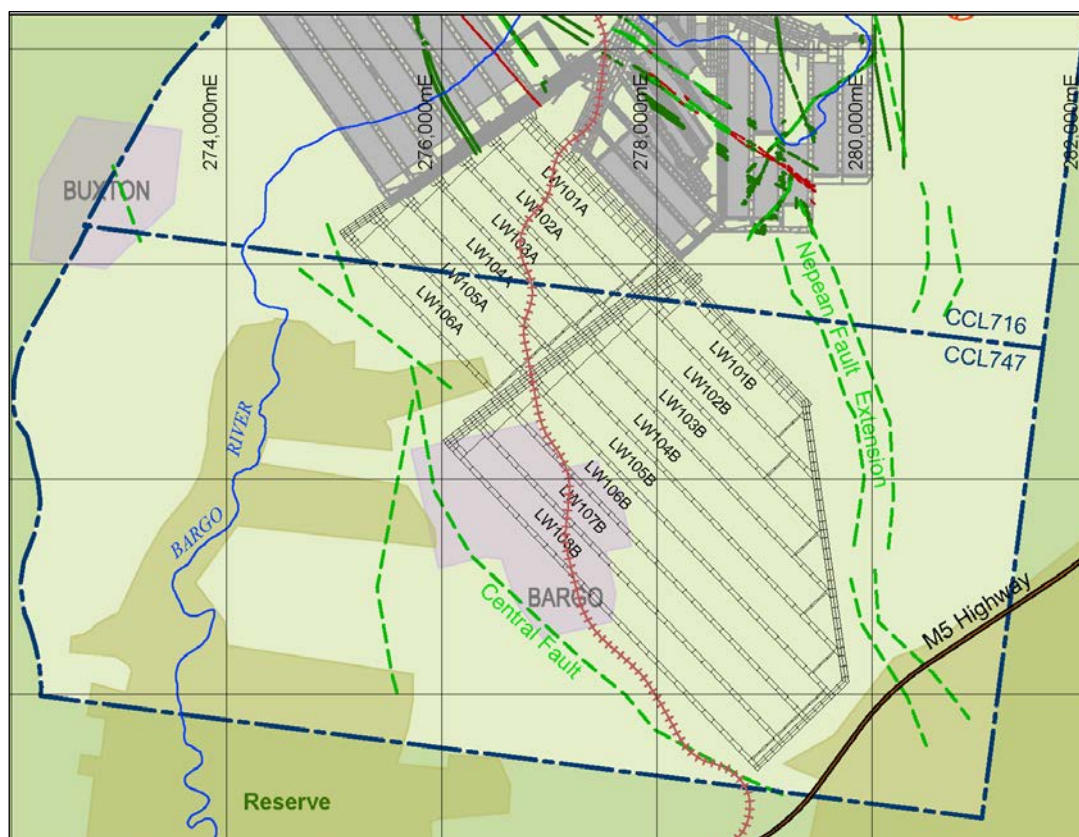 274,000mE
276,000mE
278,000mE
280,000mE
282,000mE
BUXTON
LW101A
LW102A
LW103A
LW104A
LW105A
LW106A
Nepean Fault Extension
CCL716
CCL747
LW101B
LW102B
LW103B
LW104B
LW105B
LW106B
LW107B
LW108B
BARGO RIVER
BARGO
Central Fault
M5 Highway
Reserve